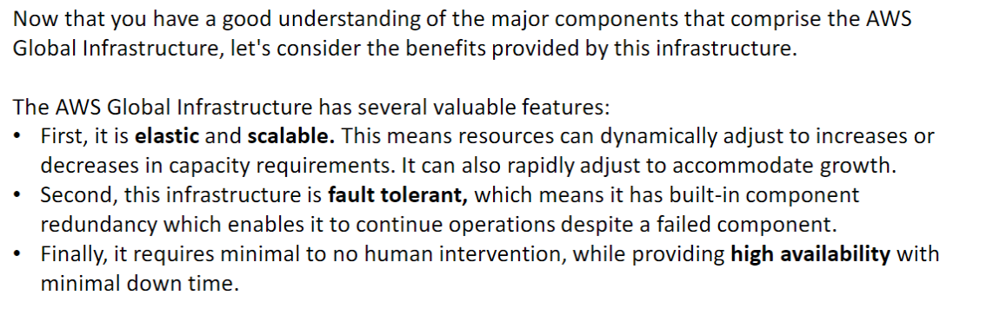 Now that you have a good understanding of the major components that comprise the AWS
Global Infrastructure, let's consider the benefits provided by this infrastructure.
The AWS Global Infrastructure has several valuable features:
• First, it is elastic and scalable. This means resources can dynamically adjust to increases or
decreases in capacity requirements. It can also rapidly adjust to accommodate growth.
• Second, this infrastructure is fault tolerant, which means it has built-in component
redundancy which enables it to continue operations despite a failed component.
• Finally, it requires minimal to no human intervention, while providing high availability with
minimal down time.